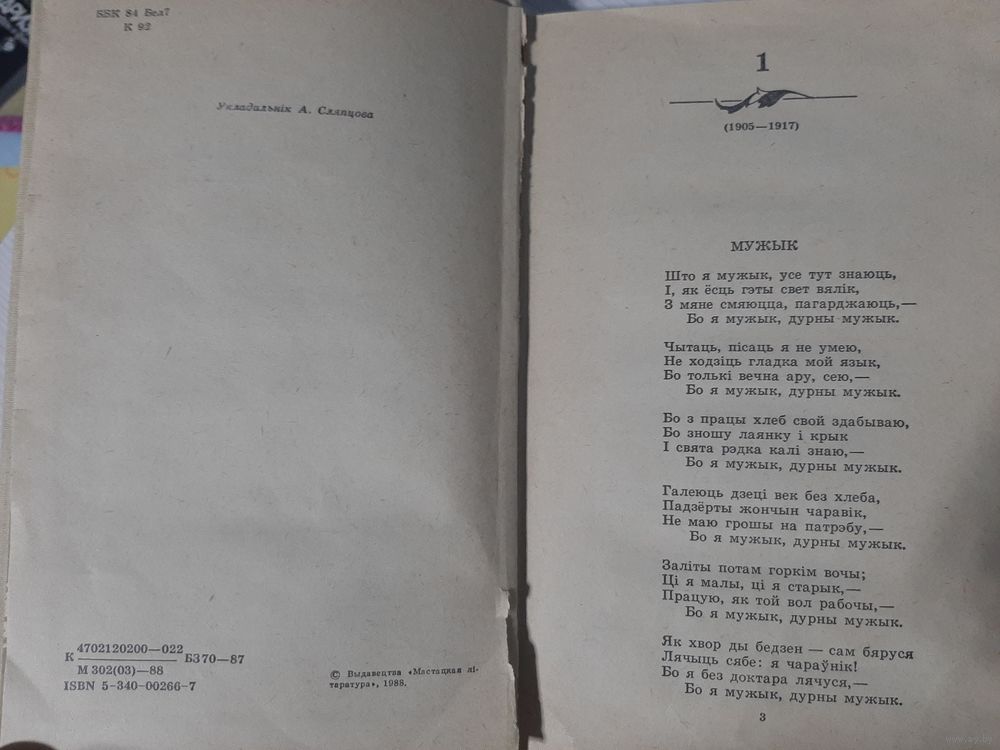 ББК 84 Бел7
К 92
Укладальнік А. Сляпцова
К 4702120200—022 БЗ 70—87
М 302(03)—88
ISBN 5-340-00266-7
© Выдавецтва «Мастацкая лі-
таратура», 1988.
1
(1905—1917)
МУЖЫК
Што я мужык, усе тут знаюць,
І, як ёсць гэты свет вялік,
З мяне смяюцца, пагарджаюць,—
Бо я мужык, дурны мужык.
Чытаць, пісаць я не умею,
Не ходзіць гладка мой язык,
Бо толькі вечна ару, сею,—
Бо я мужык, дурны мужык.
Бо з працы хлеб свой здабываю,
Бо зношу лаянку і крык
І свята рэдка калі знаю,—
Бо я мужык, дурны мужык.
Галеюць дзеці век без хлеба,
Падзёрты жончын чаравік,
Не маю грошы на патрэбу,—
Бо я мужык, дурны мужык.
Заліты потам горкім вочы;
Ці я малы, ці я старык,—
Працую, як той вол рабочы,—
Бо я мужык, дурны мужык.
Як хвор ды бедзен — сам бяруся
Лячыць сябе: я чараўнік!
Бо я без доктара лячуся,—
Бо я мужык, дурны мужык.
3